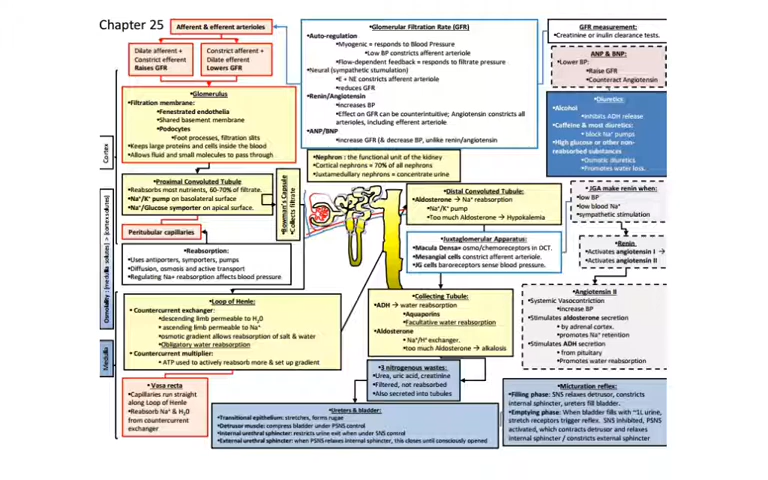 Chapter 25
Afferent & efferent arterioles
Dilate afferent +
Constrict efferent
Raises GFR
Constrict afferent +
Dilate efferent
Lowers GFR
•Glomerulus
•Filtration membrane:
•Fenestrated endothelia
•Shared basement membrane
•Podocytes
•Foot processes, filtration slits
•Keeps large proteins and cells inside the blood
•Allows fluid and small molecules to pass through
•Glomerular Filtration Rate (GFR)
•Auto-regulation
•Myogenic = responds to Blood Pressure
•Low BP constricts afferent arteriole
•Flow-dependent feedback = responds to filtrate pressure
•Neural (sympathetic stumulation)
•E + NE constricts afferent arteriole
•reduces GFR
•Renin/Angiotensin
•Increases BP
•Effect on GFR can be counterintuitive; Angiotensin constricts all
arterioles, including efferent arteriole
•ANP/BNP
•increase GFR (& decrease BP, unlike renin/angiotensin
GFR measurement:
•Creatinine or inulin clearance tests.
ANP & BNP:
•Lower BP:
•Raise GFR
•Counteract Angiotensin
•Diuretics:
•Alcohol
•Inhibits ADH release
•Caffeine & most diuretics:
•block Na⁺ pumps
•High glucose or other non-
reabsorbed substances
•Osmotic diuretics
•Promotes water loss.
Cortex
•Nephron : the functional unit of the kidney
•Cortical nephrons = 70% of all nephrons
•Juxtamedullary nephrons = concentrate urine
Proximal Convoluted Tubule
•Reabsorbs most nutrients, 60-70% of filtrate.
•Na⁺/K⁺ pump on basolateral surface
•Na⁺/Glucose symporter on apical surface.
•Bowman's Capsule
•Collects filtrate
•Distal Convoluted Tubule:
Aldosterone → Na⁺ reabsorption
•Na⁺/K⁺ pump
•Too much Aldosterone → Hypokalemia
•JGA make renin when:
•low BP
•low blood Na⁺
•sympathetic stimulation
Peritubular capillaries
•Reabsorption:
•Uses antiporters, symporters, pumps
•Diffusion, osmosis and active transport
•Regulating Na+ reabsorption affects blood pressure
•Juxtaglomerular Apparatus:
•Macula Densa= osmo/chemoreceptors in DCT.
•Mesangial cells constrict afferent arteriole.
•JG cells baroreceptors sense blood pressure.
•Renin
•Activates angiotensin I →
•Activates angiotensin II
Osmolality : [medulla solutes] > [cortex solutes]
•Loop of Henle:
•Countercurrent exchanger:
•descending limb permeable to H₂0
•ascending limb permeable to Na⁺
•osmotic gradient allows reabsorption of salt & water
•Obligatory water reabsorption
•Countercurrent multiplier:
•ATP used to actively reabsorb more & set up gradient
•Collecting Tubule:
•ADH → water reabsorption
•Aquaporins
•Facultative water reabsorption
•Aldosterone
•Na⁺/H⁺ exchanger.
•too much Aldosterone → alkalosis
•Angiotensin II
•Systemic Vasocontriction
•increase BP
•Stimulates aldosterone secretion
•by adrenal cortex.
•promotes Na⁺ retention
•Stimulates ADH secretion
•from pituitary
•Promotes water reabsorption
Medulla
•Vasa recta
•Capillaries run straight
along Loop of Henle
•Reabsorb Na⁺ & H₂0
from countercurrent
exchanger
•3 nitrogenous wastes:
•Urea, uric acid, creatinine
•Filtered, not reabsorbed
•Also secreted into tubules
•Ureters & bladder:
•Transitional epithelium: stretches, forms rugae
•Detrusor muscle: compress bladder under PSNS control
•Internal urethral sphincter: restricts urine exit when under SNS control
•External urethral sphincter: when PSNS relaxes internal sphincter, this closes until consciously opened
•Micturition reflex:
•Filling phase: SNS relaxes detrusor, constricts
internal sphincter, ureters fill bladder.
•Emptying phase: When bladder fills with ~1L urine,
stretch receptors trigger reflex. SNS inhibited, PSNS
activated, which contracts detrusor and relaxes
internal sphincter / constricts external sphincter